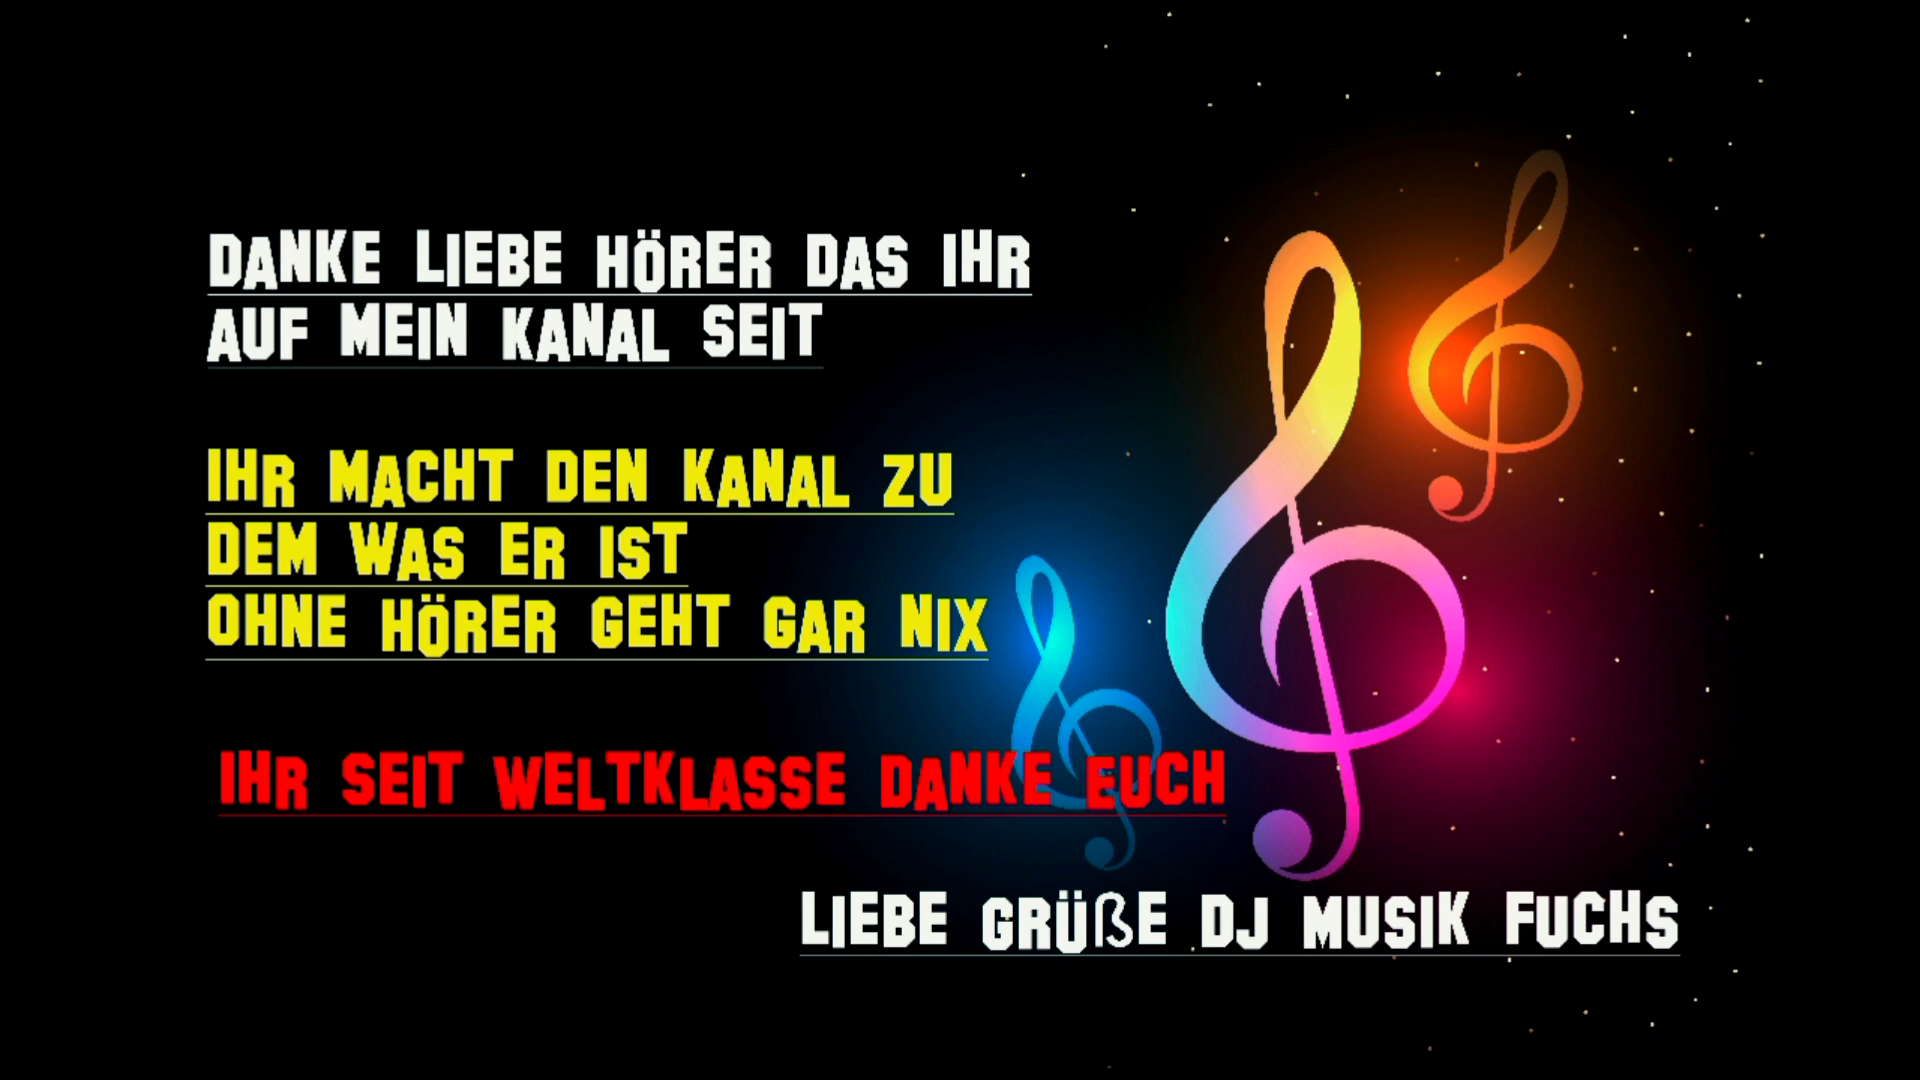 DANKE LIEBE HÖRER DAS IHR
AUF MEIN KANAL SEIT
IHR MACHT DEN KANAL ZU
DEM WAS ER IST
OHNE HÖRER GEHT GAR NIX
IHR SEIT WELTKLASSE DANKE EUCH
LIEBE GRÜßE DJ MUSIK FUCHS